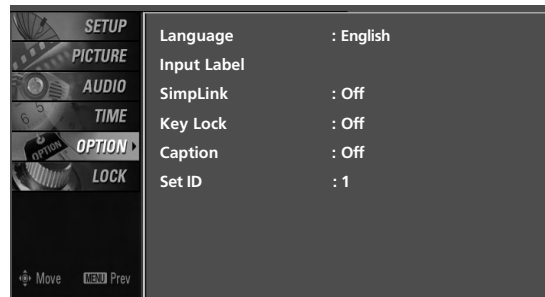 SETUP
PICTURE
AUDIO
TIME
OPTION
LOCK
Move MENU Prev
Language : English
Input Label
SimpLink : Off
Key Lock : Off
Caption : Off
Set ID : 1